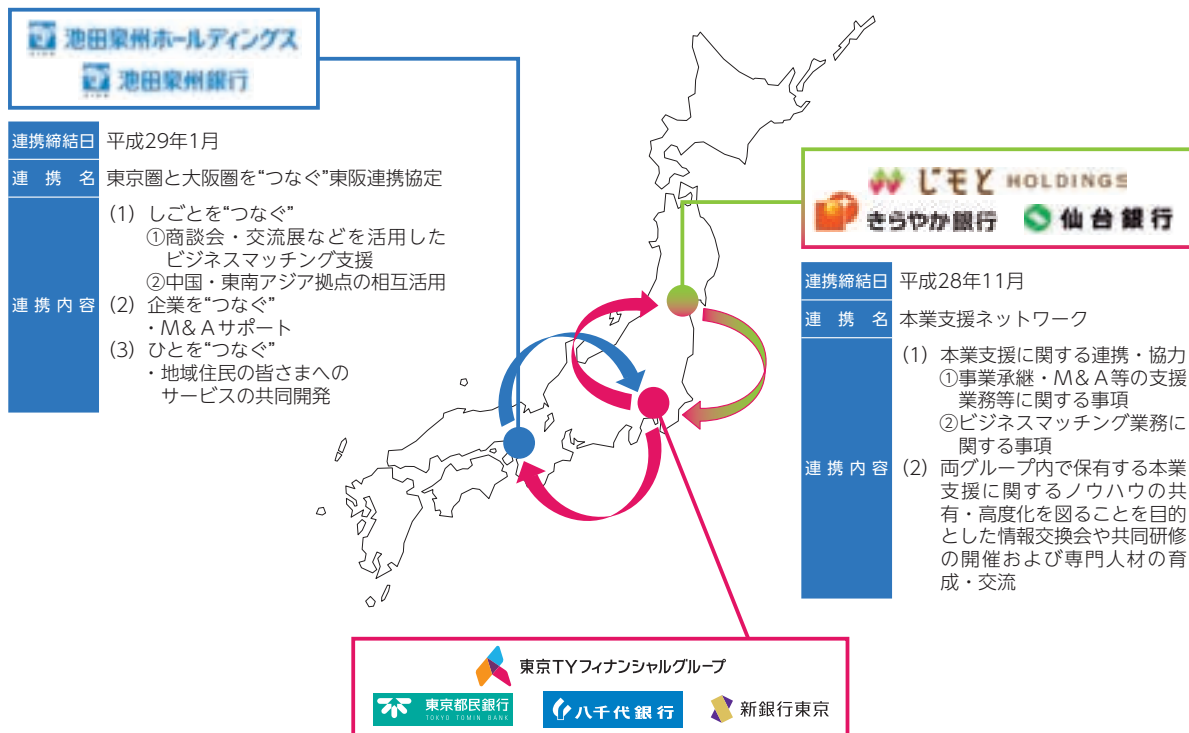 池田泉州ホールディングス
池田泉州銀行
連携締結日 平成29年1月
連携名 東京圏と大阪圏を“つなぐ”東阪連携協定
連携内容
(1) しごとを“つなぐ”
①商談会・交流展などを活用した
ビジネスマッチング支援
②中国・東南アジア拠点の相互活用
(2) 企業を“つなぐ”
・M&Aサポート
(3) ひとを“つなぐ”
・地域住民の皆さまへの
サービスの共同開発
じもと HOLDINGS
きらやか銀行 仙台銀行
連携締結日 平成28年11月
連携名 本業支援ネットワーク
連携内容
(1) 本業支援に関する連携・協力
①事業承継・M&A等の支援
業務等に関する事項
②ビジネスマッチング業務に
関する事項
(2) 両グループ内で保有する本業
支援に関するノウハウの共
有・高度化を図ることを目的
とした情報交換会や共同研修
の開催および専門人材の育
成・交流
東京TYフィナンシャルグループ
東京都民銀行 八千代銀行 新銀行東京
TOKYO TOMIN BANK